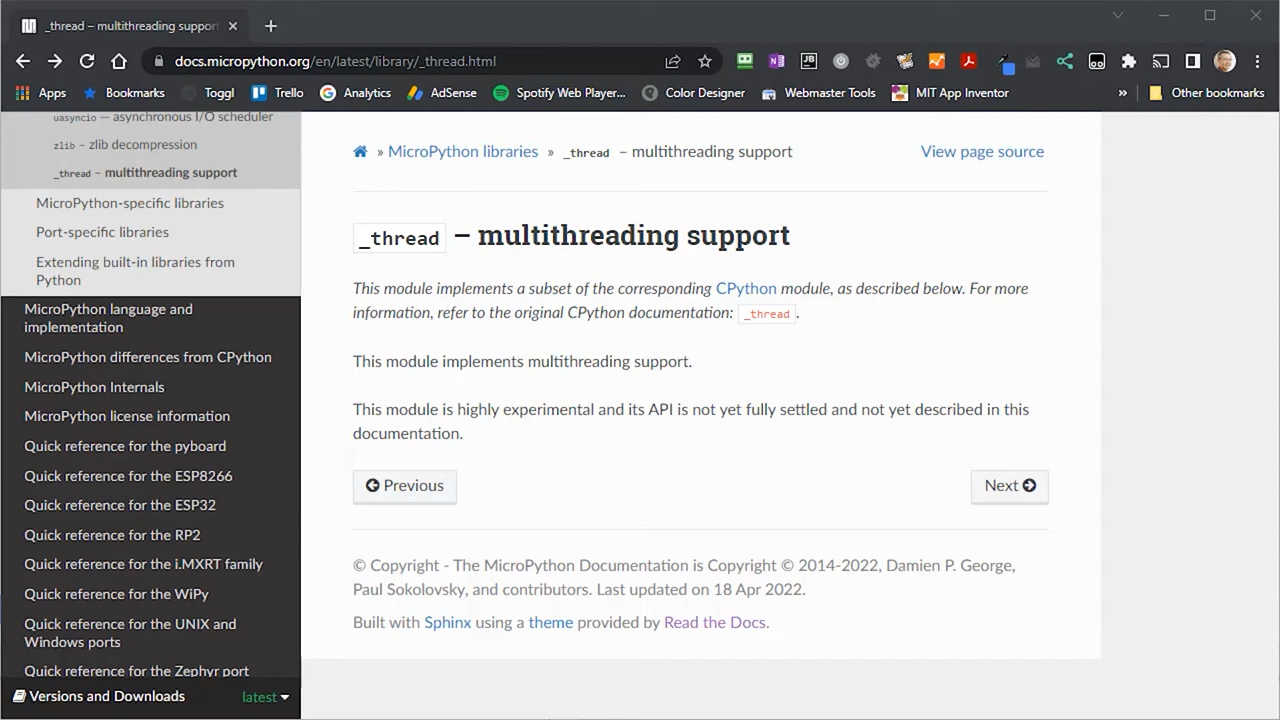 _thread – multithreading support
docs.micropython.org/en/latest/library/_thread.html
Apps Bookmarks Toggl Trello Analytics AdSense Spotify Web Player... Color Designer Webmaster Tools MIT App Inventor » Other bookmarks
uasyncio — asynchronous I/O scheduler
zlib – zlib decompression
_thread – multithreading support
MicroPython-specific libraries
Port-specific libraries
Extending built-in libraries from
Python
MicroPython language and
implementation
MicroPython differences from CPython
MicroPython Internals
MicroPython license information
Quick reference for the pyboard
Quick reference for the ESP8266
Quick reference for the ESP32
Quick reference for the RP2
Quick reference for the i.MXRT family
Quick reference for the WiPy
Quick reference for the UNIX and
Windows ports
Quick reference for the Zephyr port
Versions and Downloads latest
» MicroPython libraries » _thread – multithreading support View page source
_thread – multithreading support
This module implements a subset of the corresponding CPython module, as described below. For more
information, refer to the original CPython documentation: _thread.
This module implements multithreading support.
This module is highly experimental and its API is not yet fully settled and not yet described in this
documentation.
Previous Next
© Copyright - The MicroPython Documentation is Copyright © 2014-2022, Damien P. George,
Paul Sokolovsky, and contributors. Last updated on 18 Apr 2022.
Built with Sphinx using a theme provided by Read the Docs.